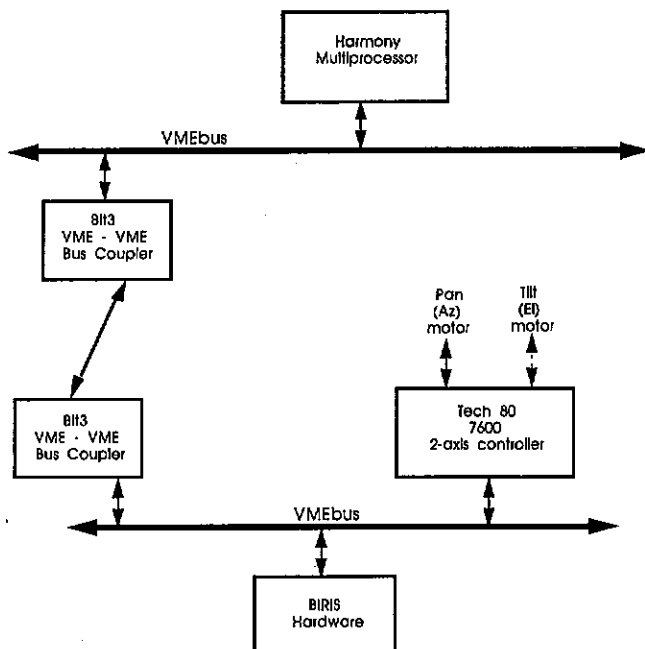 Harmony
Multiprocessor
VMEbus
Bit3
VME - VME
Bus Coupler
Pan
(Az)
motor
Tilt
(El)
motor
Bit3
VME - VME
Bus Coupler
Tech 80
7600
2-axis controller
VMEbus
BIRIS
Hardware